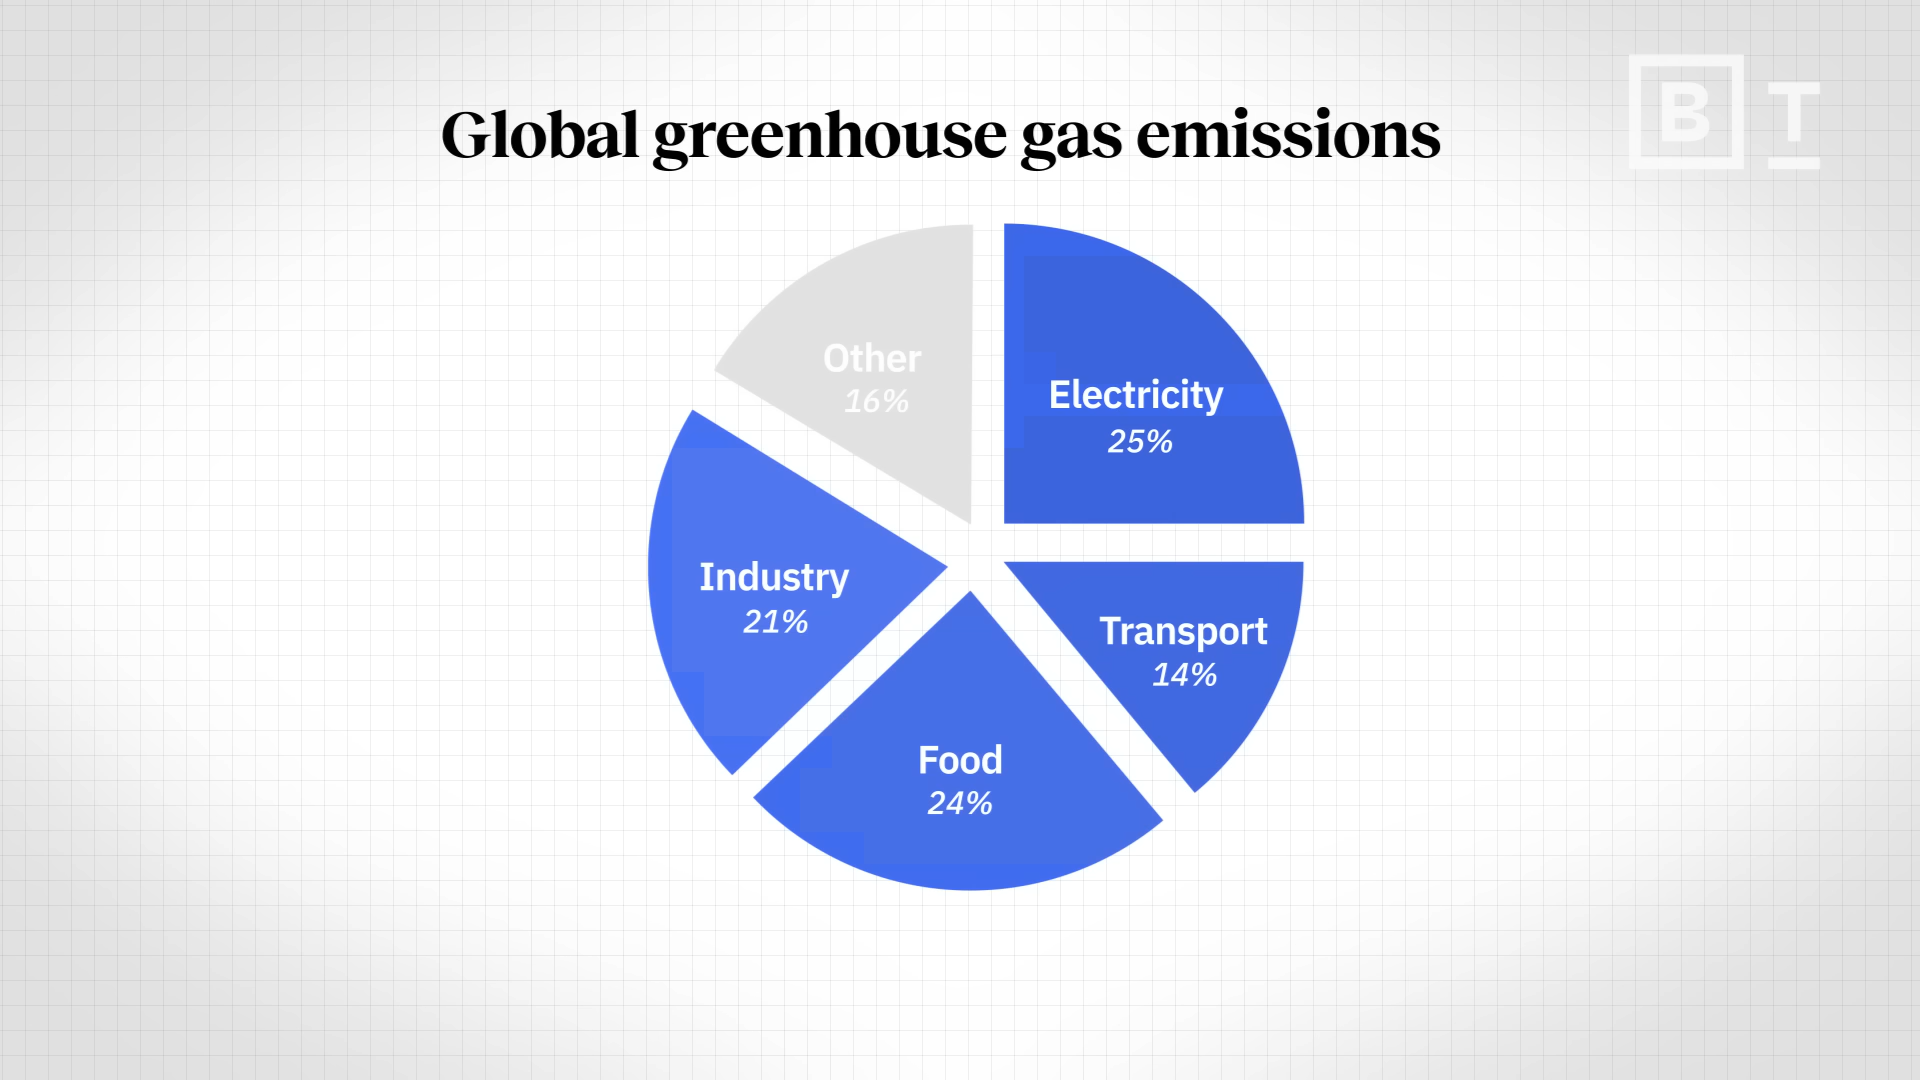 Global greenhouse gas emissions
B T
Other
16%
Electricity
25%
Industry
21%
Transport
14%
Food
24%